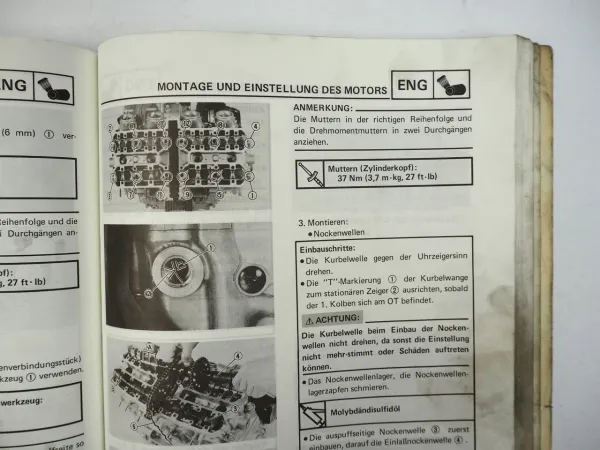 NG
(6 mm) ① ver-
Reihenfolge und die
Durchgängen an-
pf):
g, 27 ft·lb)
enverbindungsstück)
kzeug ① verwenden.
werkzeug:
so
MONTAGE UND EINSTELLUNG DES MOTORS
ENG
ANMERKUNG:
Die Muttern in der richtigen Reihenfolge und
die Drehmomentmuttern in zwei Durchgängen
anziehen.
Muttern (Zylinderkopf):
37 Nm (3,7 m·kg, 27 ft·lb)
3. Montieren:
●Nockenwellen
Einbauschritte:
●Die Kurbelwelle gegen der Uhrzeigersinn
drehen.
●Die "T"-Markierung ① der Kurbelwange
zum stationären Zeiger ② ausrichten, sobald
der 1. Kolben sich am OT befindet.
⚠ ACHTUNG:
Die Kurbelwelle beim Einbau der Nocken-
wellen nicht drehen, da sonst die Einstellung
nicht mehr-stimmt oder Schäden auftreten
können.
●Das Nockenwellenlager, die Nockenwellen-
lagerzapfen schmieren.
Molybdändisulfidöl
●Die auspuffseitige Nockenwelle ③ zuerst
einbauen, darauf die Einlaßnockenwelle ④.